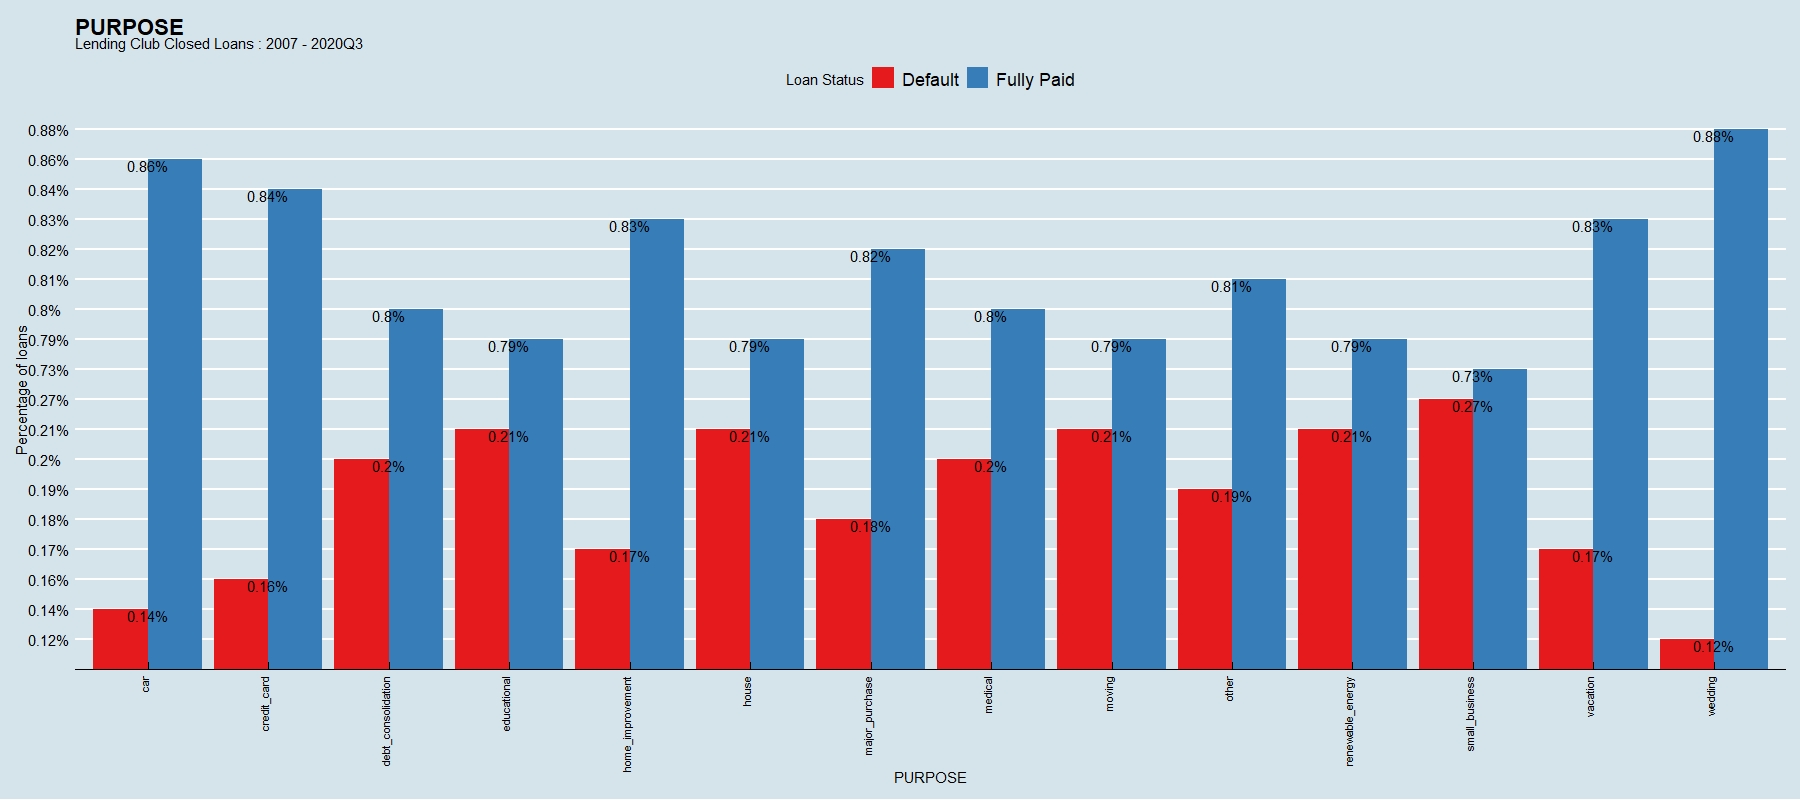 PURPOSE
Lending Club Closed Loans : 2007 - 2020Q3
Loan Status Default Fully Paid
Percentage of loans
0.88%
0.86%
0.84%
0.83%
0.82%
0.81%
0.8%
0.79%
0.73%
0.27%
0.21%
0.2%
0.19%
0.18%
0.17%
0.16%
0.14%
0.12%
0.86%
0.14%
0.84%
0.16%
0.8%
0.2%
0.79%
0.21%
0.83%
0.17%
0.79%
0.21%
0.82%
0.18%
0.8%
0.2%
0.79%
0.21%
0.81%
0.19%
0.79%
0.21%
0.73%
0.27%
0.83%
0.17%
0.88%
0.12%
car
credit_card
debt_consolidation
educational
home_improvement
house
major_purchase
medical
moving
other
renewable_energy
small_business
vacation
wedding
PURPOSE